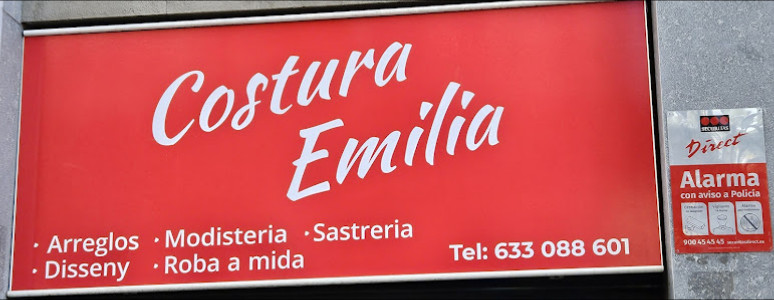 Costura
Emilia
· Arreglos · Modisteria · Sastreria
· Disseny · Roba a mida
Tel: 633 088 601
SECURITAS
Direct
Alarma
con aviso a Policía
900 45 45 45